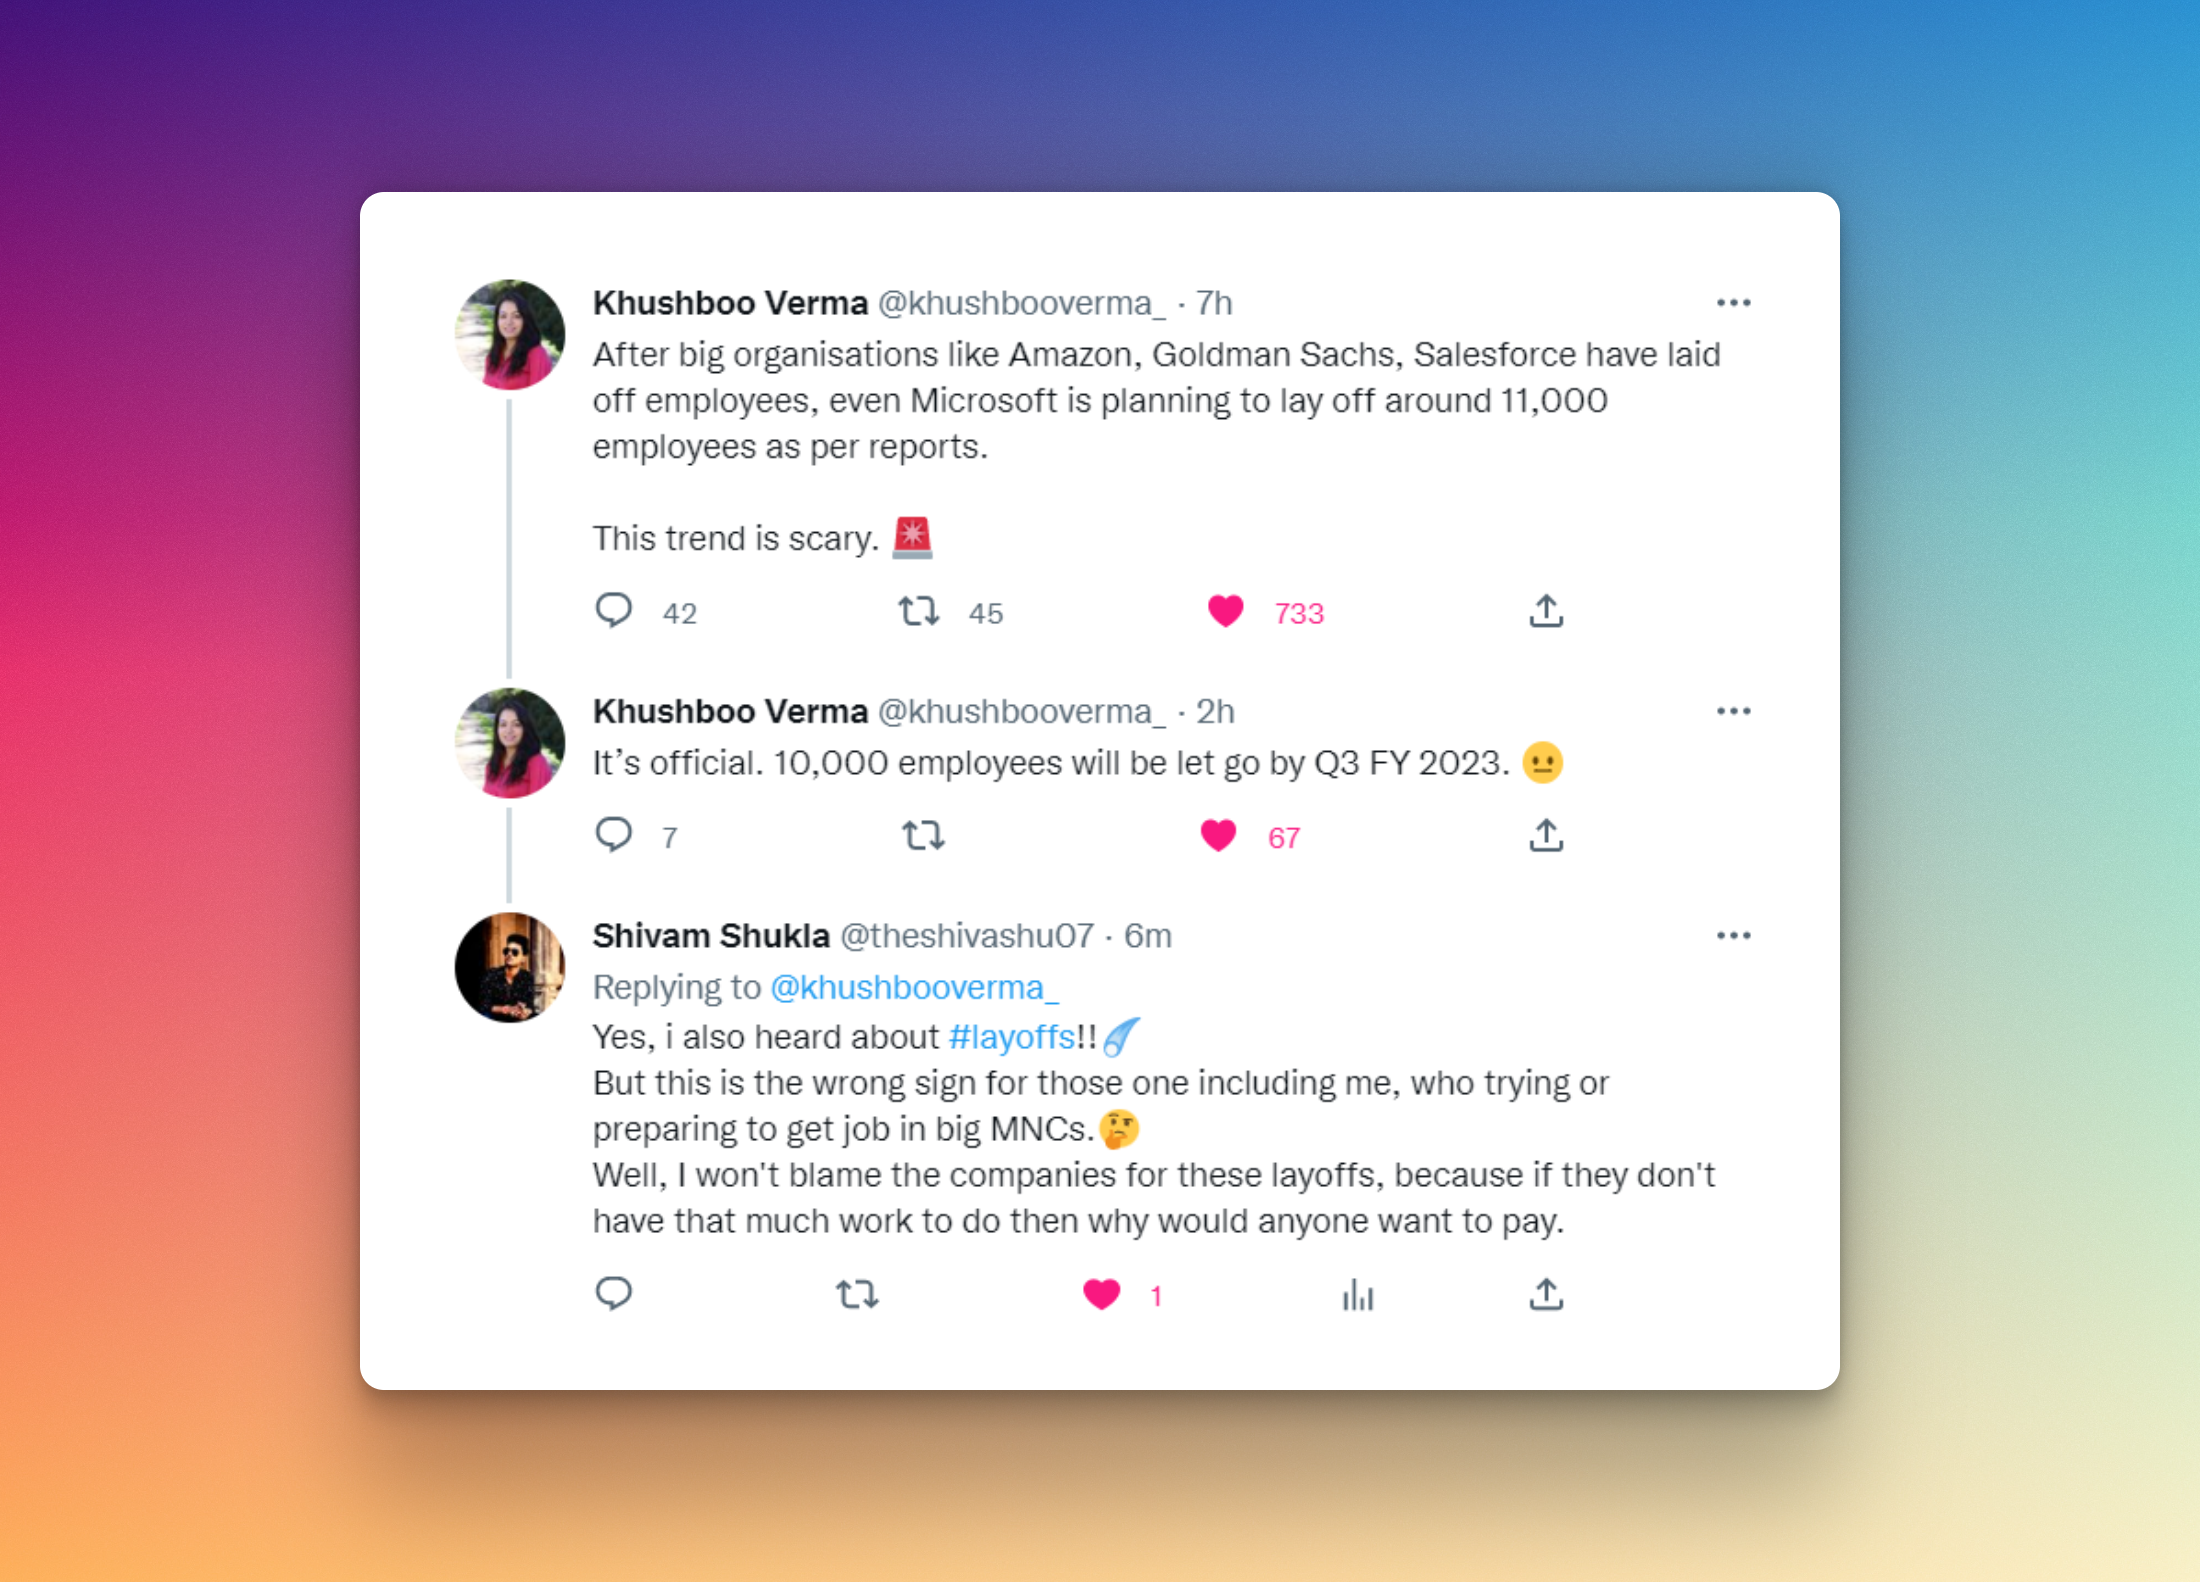 Khushboo Verma @khushbooverma_ · 7h
After big organisations like Amazon, Goldman Sachs, Salesforce have laid
off employees, even Microsoft is planning to lay off around 11,000
employees as per reports.
This trend is scary. 🚨
42 45 733
Khushboo Verma @khushbooverma_ · 2h
It’s official. 10,000 employees will be let go by Q3 FY 2023. 😐
7 67
Shivam Shukla @theshivashu07 · 6m
Replying to @khushbooverma_
Yes, i also heard about #layoffs!!☄️
But this is the wrong sign for those one including me, who trying or
preparing to get job in big MNCs.🤔
Well, I won't blame the companies for these layoffs, because if they don't
have that much work to do then why would anyone want to pay.
1